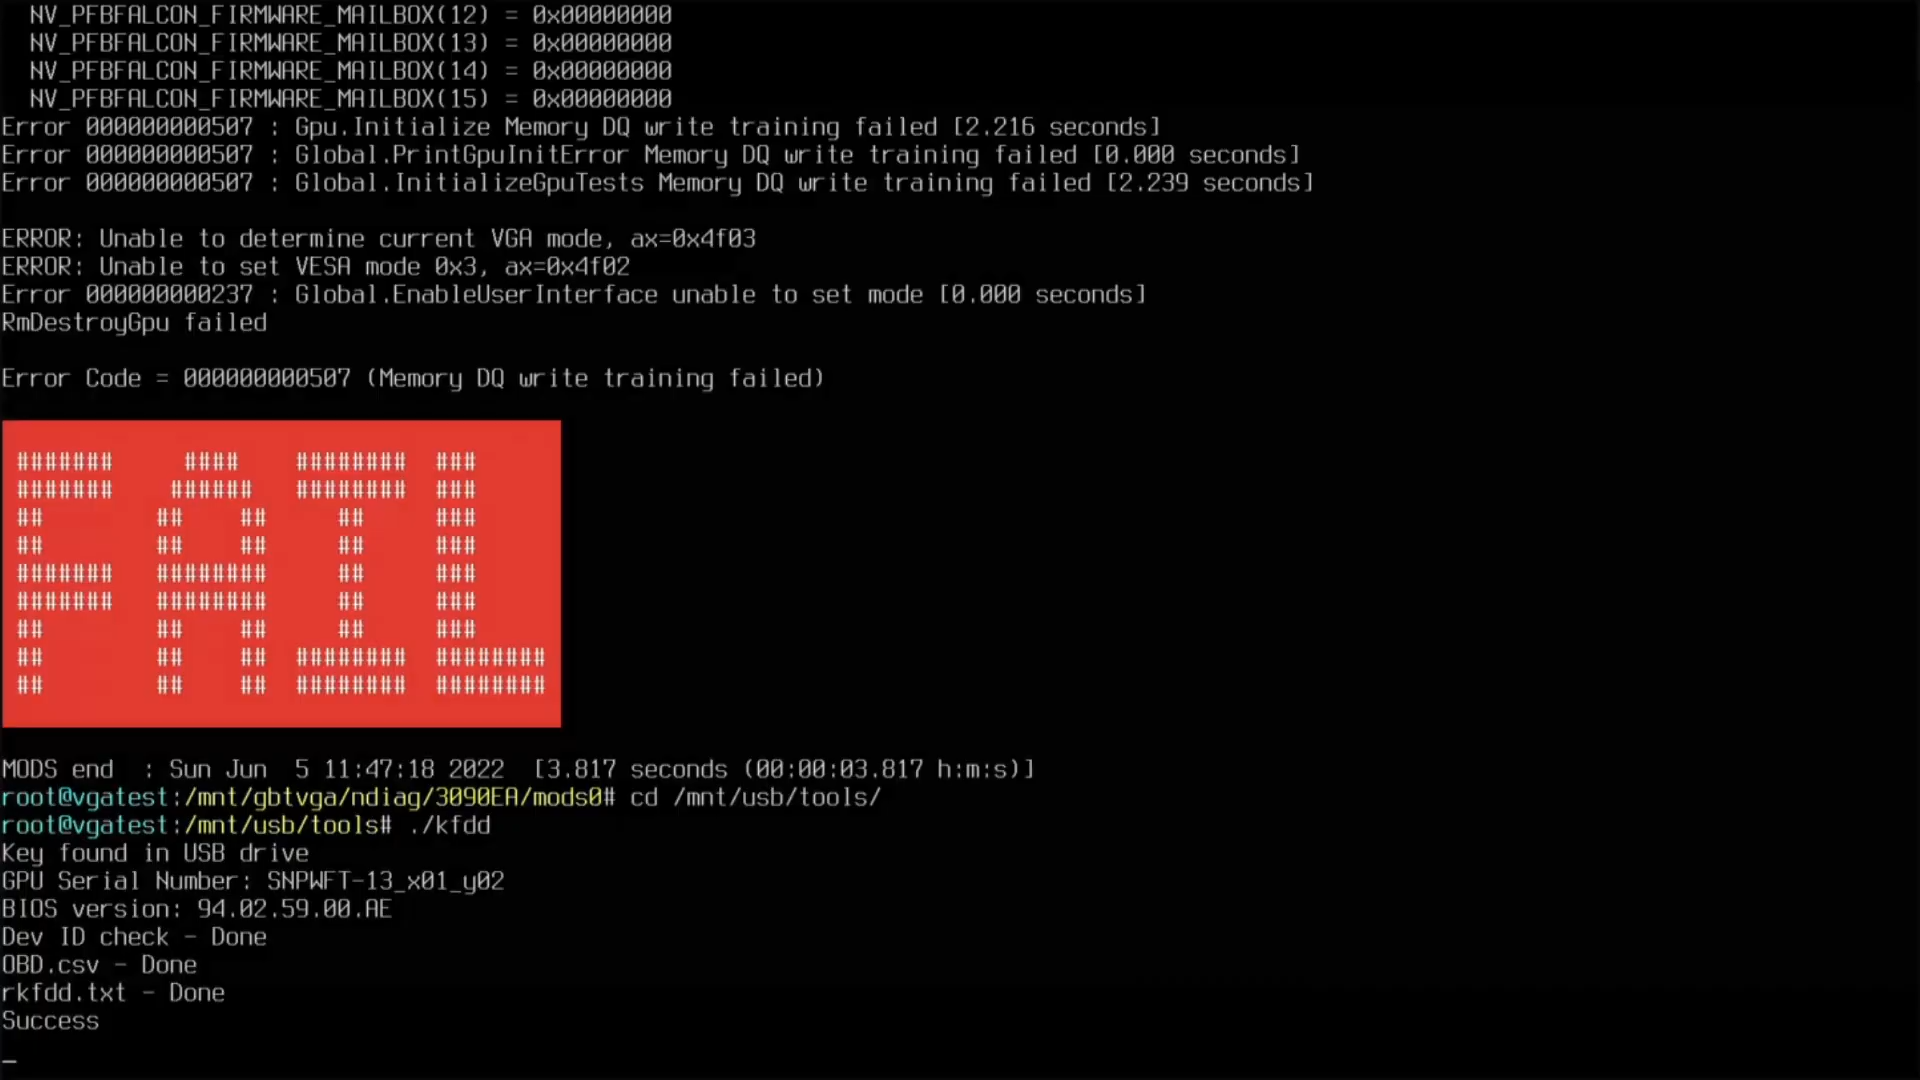 NV_PFBFALCON_FIRMWARE_MAILBOX(12) = 0x00000000
NV_PFBFALCON_FIRMWARE_MAILBOX(13) = 0x00000000
NV_PFBFALCON_FIRMWARE_MAILBOX(14) = 0x00000000
NV_PFBFALCON_FIRMWARE_MAILBOX(15) = 0x00000000
Error 000000000507 : Gpu.Initialize Memory DQ write training failed [2.216 seconds]
Error 000000000507 : Global.PrintGpuInitError Memory DQ write training failed [0.000 seconds]
Error 000000000507 : Global.InitializeGpuTests Memory DQ write training failed [2.239 seconds]
ERROR: Unable to determine current VGA mode, ax=0x4f03
ERROR: Unable to set VESA mode 0x3, ax=0x4f02
Error 000000000237 : Global.EnableUserInterface unable to set mode [0.000 seconds]
RmDestroyGpu failed
Error Code = 000000000507 (Memory DQ write training failed)
FAIL
MODS end  : Sun Jun  5 11:47:18 2022  [3.817 seconds (00:00:03.817 h:m:s)]
root@vgatest:/mnt/gbtvga/ndiag/3090EA/mods0# cd /mnt/usb/tools/
root@vgatest:/mnt/usb/tools# ./kfdd
Key found in USB drive
GPU Serial Number: SNPWFT-13_x01_y02
BIOS version: 94.02.59.00.AE
Dev ID check - Done
OBD.csv - Done
rkfdd.txt - Done
Success